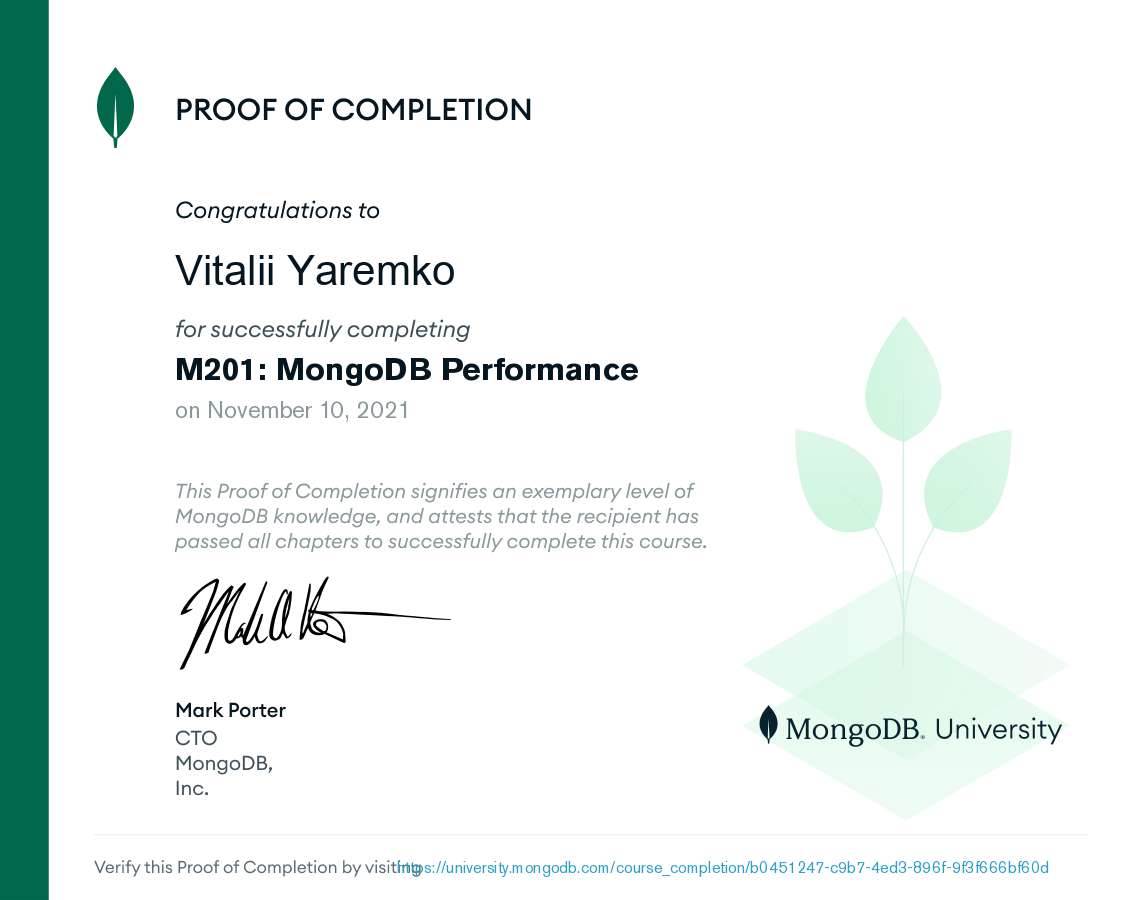 PROOF OF COMPLETION
Congratulations to
Vitalii Yaremko
for successfully completing
M201: MongoDB Performance
on November 10, 2021
This Proof of Completion signifies an exemplary level of
MongoDB knowledge, and attests that the recipient has
passed all chapters to successfully complete this course.
Mark Porter
CTO
MongoDB,
Inc.
MongoDB. University
Verify this Proof of Completion by visiting https://university.mongodb.com/course_completion/b0451247-c9b7-4ed3-896f-9f3f666bf60d